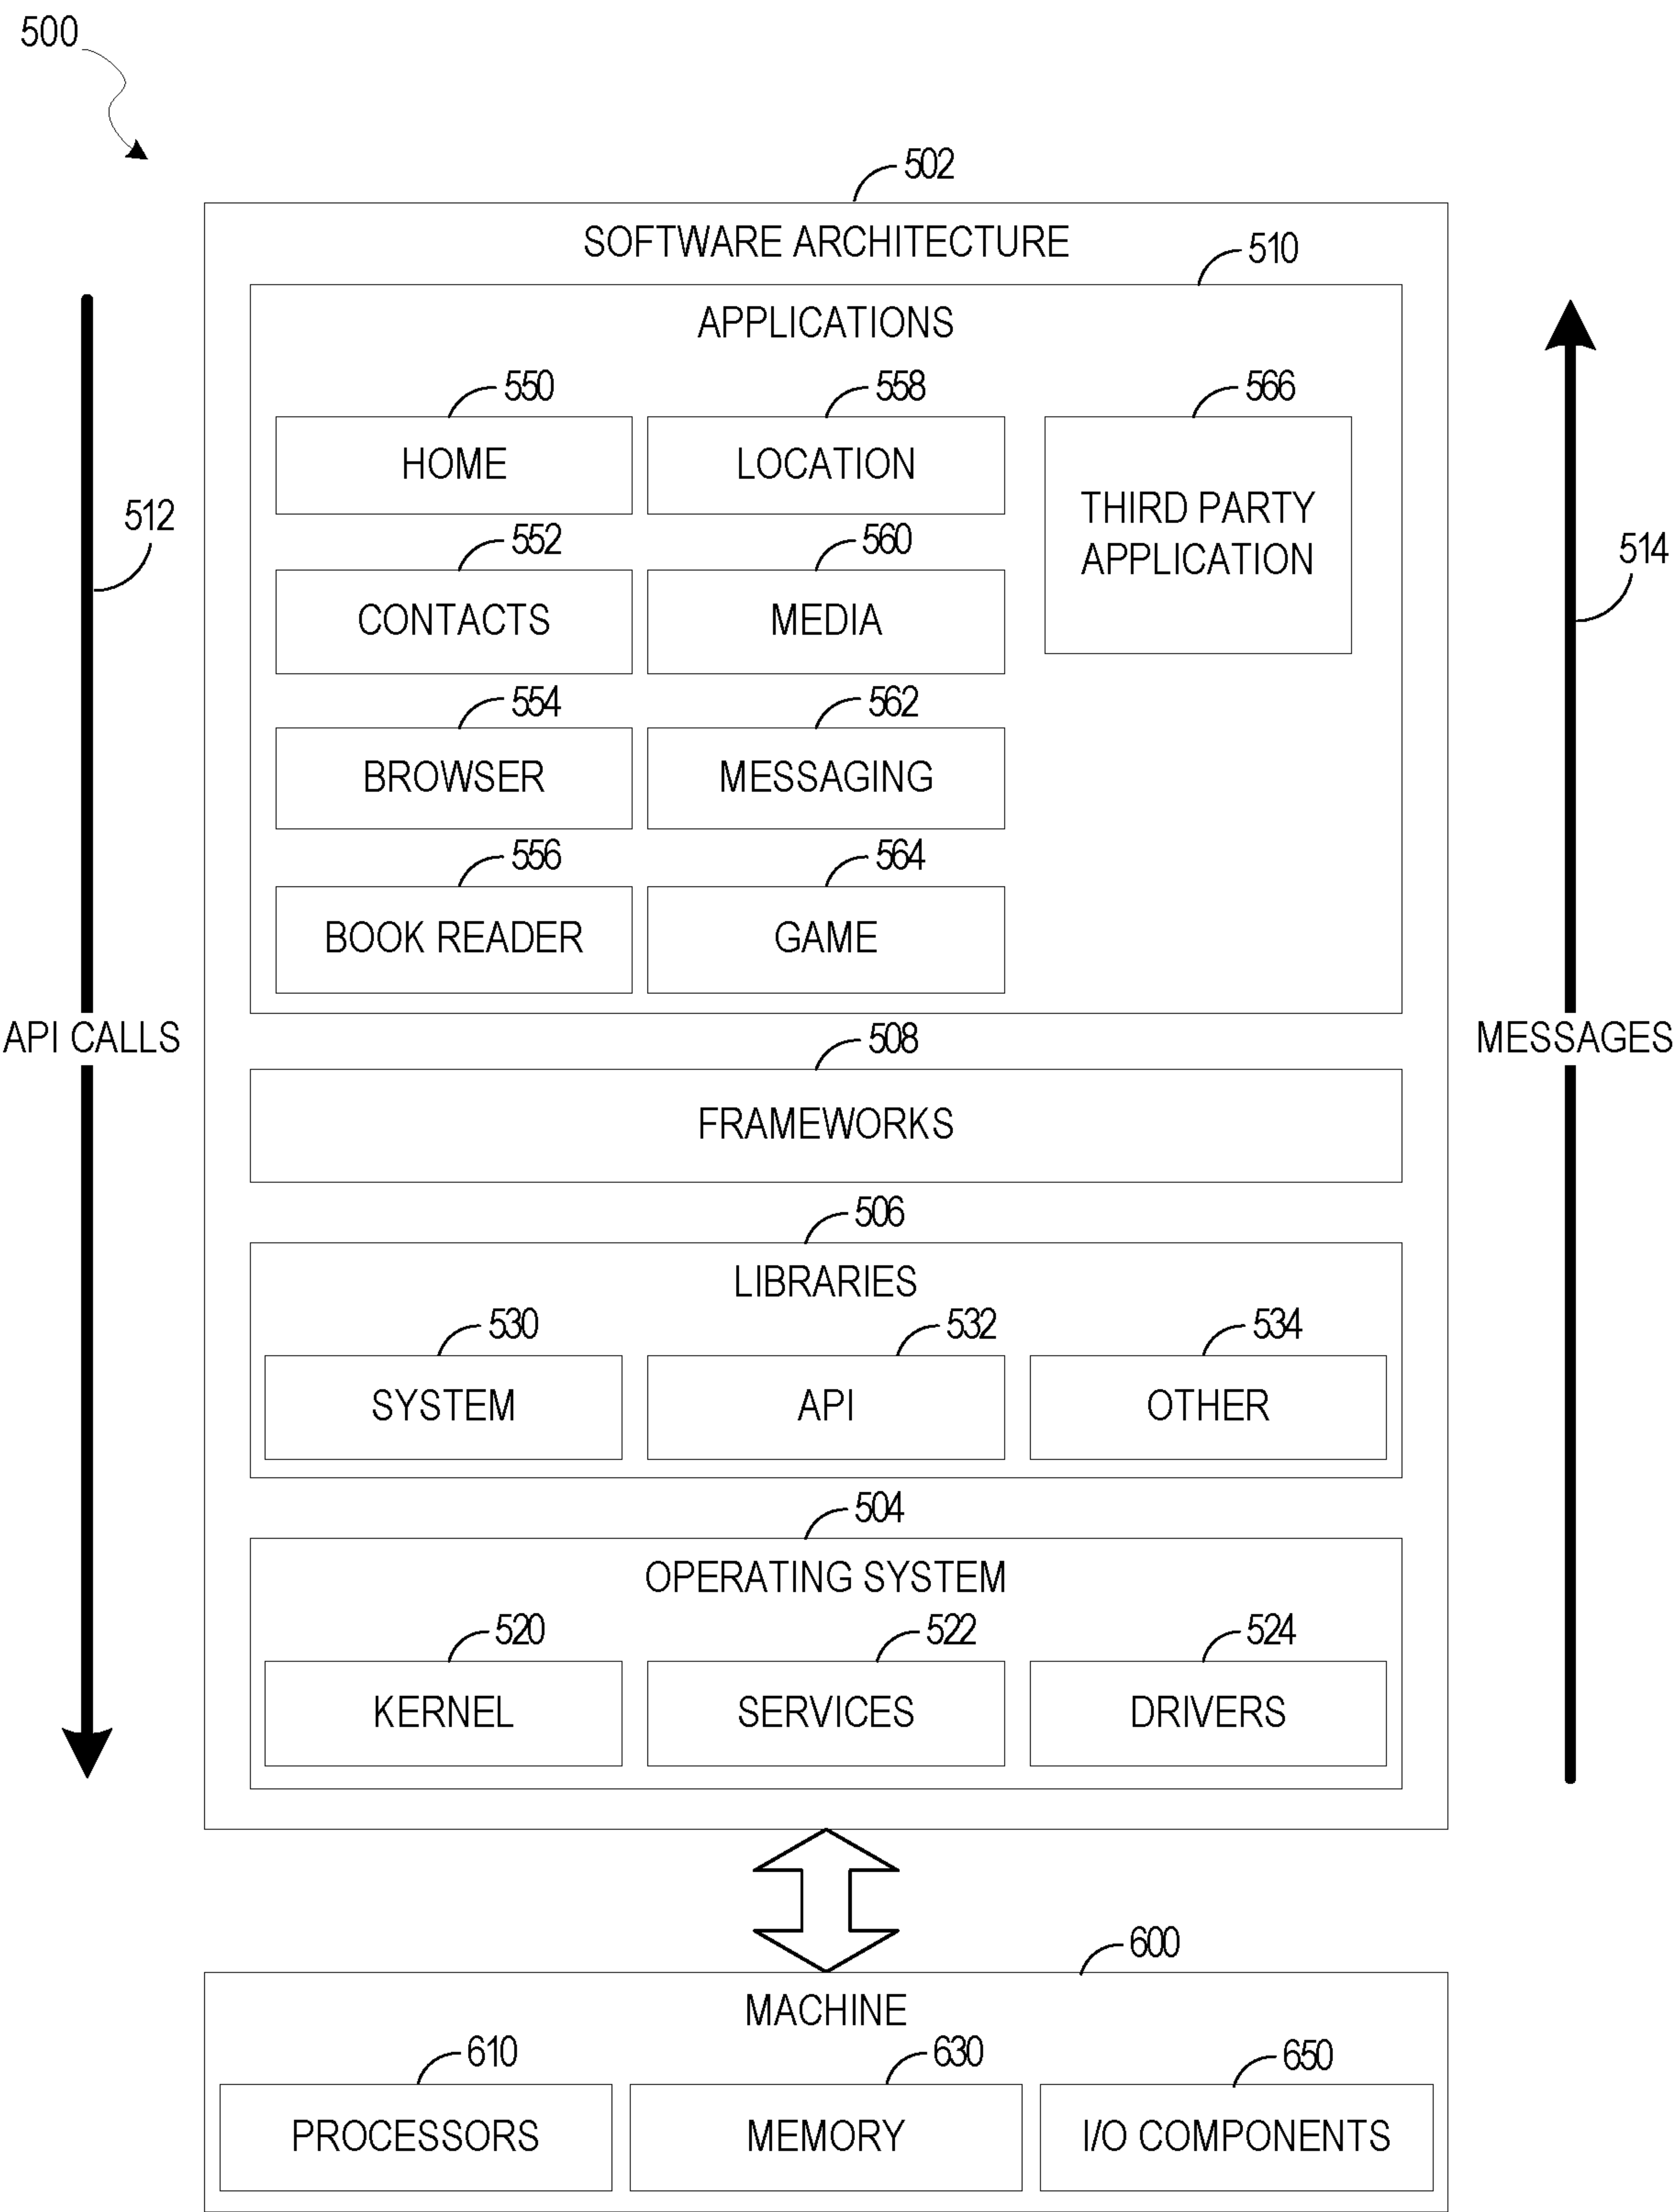 500
502
SOFTWARE ARCHITECTURE
510
APPLICATIONS
550
558
566
HOME
LOCATION
THIRD PARTY
APPLICATION
512
514
552
560
CONTACTS
MEDIA
554
562
BROWSER
MESSAGING
556
564
BOOK READER
GAME
API CALLS
MESSAGES
508
FRAMEWORKS
506
LIBRARIES
530
532
534
SYSTEM
API
OTHER
504
OPERATING SYSTEM
520
522
524
KERNEL
SERVICES
DRIVERS
600
MACHINE
610
630
650
PROCESSORS
MEMORY
I/O COMPONENTS